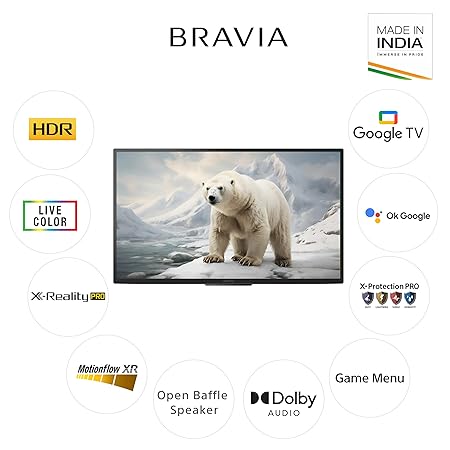 BRAVIA
MADE IN
INDIA
IMMERSE IN PRIDE
HDR
Google TV
LIVE
COLOR
Ok Google
X-Reality PRO
X-Protection PRO
Motionflow XR
Open Baffle
Speaker
Dolby
AUDIO
Game Menu